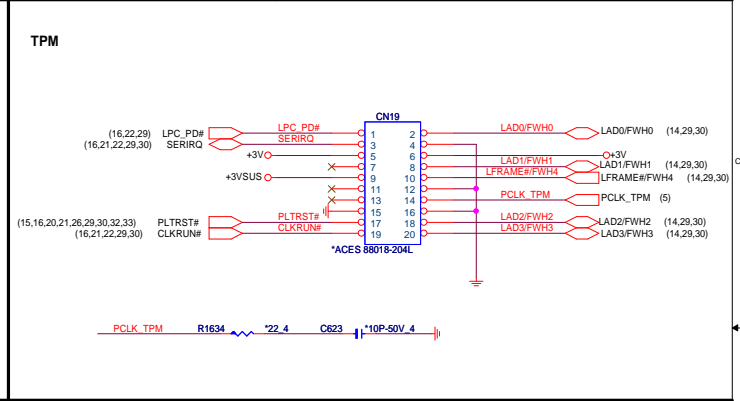 TPM
CN19
(16,22,29) LPC_PD# LPC_PD# 1 2 LAD0/FWH0 LAD0/FWH0 (14,29,30)
(16,21,22,29,30) SERIRQ SERIRQ 3 4
+3V 5 6 +3V
7 8 LAD1/FWH1 LAD1/FWH1 (14,29,30)
+3VSUS 9 10 LFRAME#/FWH4 LFRAME#/FWH4 (14,29,30)
11 12
13 14 PCLK_TPM PCLK_TPM (5)
15 16
(15,16,20,21,26,29,30,32,33) PLTRST# PLTRST# 17 18 LAD2/FWH2 LAD2/FWH2 (14,29,30)
(16,21,22,29,30) CLKRUN# CLKRUN# 19 20 LAD3/FWH3 LAD3/FWH3 (14,29,30)
*ACES 88018-204L
PCLK_TPM R1634 *22_4 C623 *10P-50V_4
C